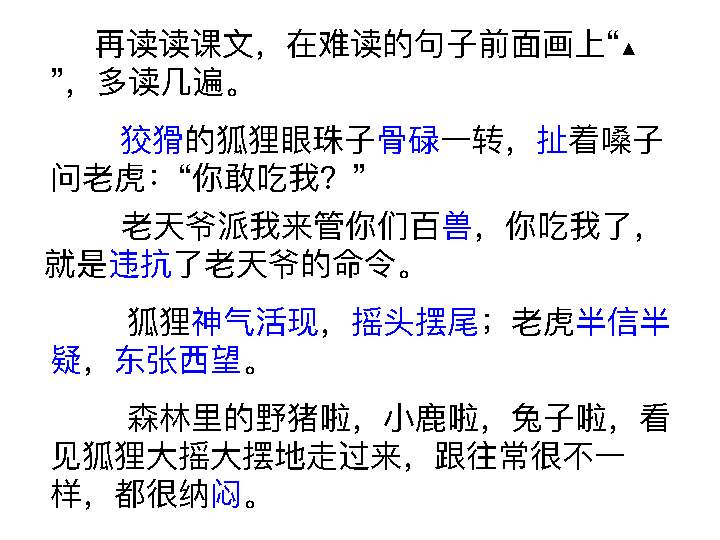 再读读课文，在难读的句子前面画上“▲
”，多读几遍。
狡猾的狐狸眼珠子骨碌一转，扯着嗓子
问老虎：“你敢吃我？”
老天爷派我来管你们百兽，你吃我了，
就是违抗了老天爷的命令。
狐狸神气活现，摇头摆尾；老虎半信半
疑，东张西望。
森林里的野猪啦，小鹿啦，兔子啦，看
见狐狸大摇大摆地走过来，跟往常很不一
样，都很纳闷。